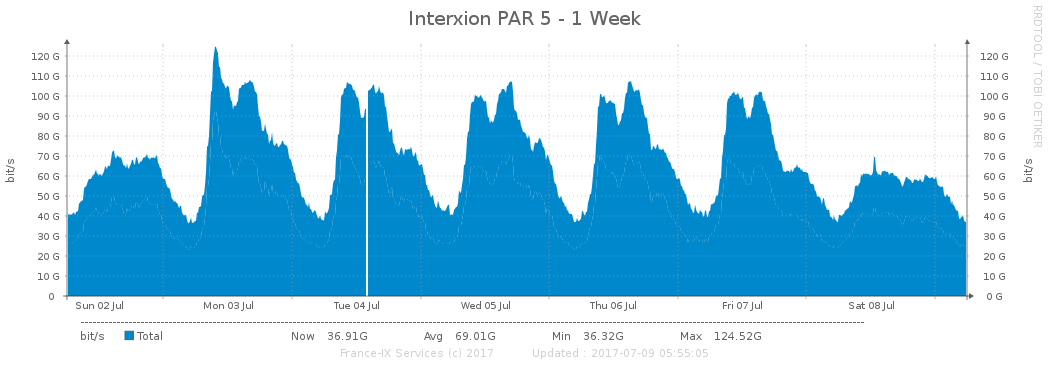 Interxion PAR 5 - 1 Week
RRDTOOL / TOBI OETIKER
bit/s
120 G 120 G
110 G 110 G
100 G 100 G
90 G 90 G
80 G 80 G
70 G 70 G
60 G 60 G
50 G 50 G
40 G 40 G
30 G 30 G
20 G 20 G
10 G 10 G
0 0 G
bit/s
Sun 02 Jul Mon 03 Jul Tue 04 Jul Wed 05 Jul Thu 06 Jul Fri 07 Jul Sat 08 Jul
bit/s Total Now 36.91G Avg 69.01G Min 36.32G Max 124.52G
France-IX Services (c) 2017 Updated : 2017-07-09 05:55:05